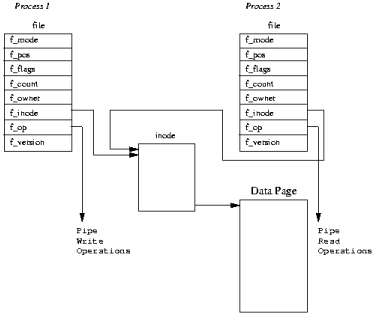 Process 1
Process 2
file
file
f_mode
f_pos
f_flags
f_count
f_owner
f_inode
f_op
f_version
f_mode
f_pos
f_flags
f_count
f_owner
f_inode
f_op
f_version
inode
Data Page
Pipe
Write
Operations
Pipe
Read
Operations